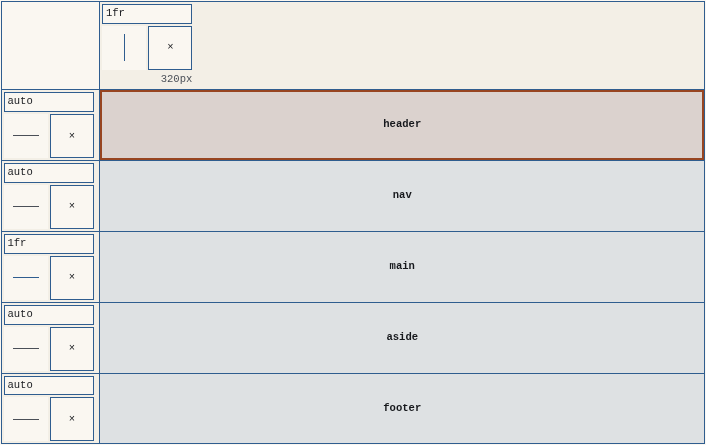 1fr
×
320px
auto
× header
auto
× nav
1fr
× main
auto
× aside
auto
× footer